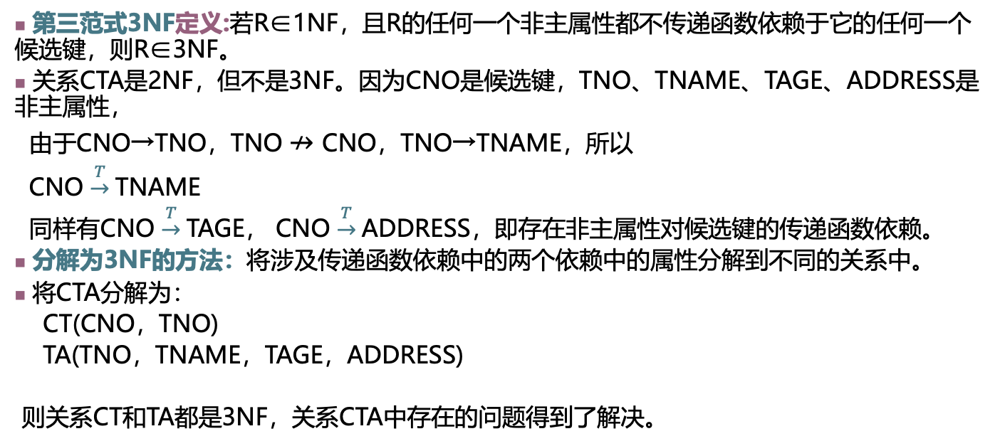 ▪ 第三范式3NF定义:若R∈1NF，且R的任何一个非主属性都不传递函数依赖于它的任何一个
候选键，则R∈3NF。
▪ 关系CTA是2NF，但不是3NF。因为CNO是候选键，TNO、TNAME、TAGE、ADDRESS是
非主属性，
由于CNO→TNO，TNO ↛ CNO，TNO→TNAME，所以
CNO T→ TNAME
同样有CNO T→ TAGE， CNO T→ ADDRESS，即存在非主属性对候选键的传递函数依赖。
▪ 分解为3NF的方法：将涉及传递函数依赖中的两个依赖中的属性分解到不同的关系中。
▪ 将CTA分解为：
CT(CNO，TNO)
TA(TNO，TNAME，TAGE，ADDRESS)
则关系CT和TA都是3NF，关系CTA中存在的问题得到了解决。